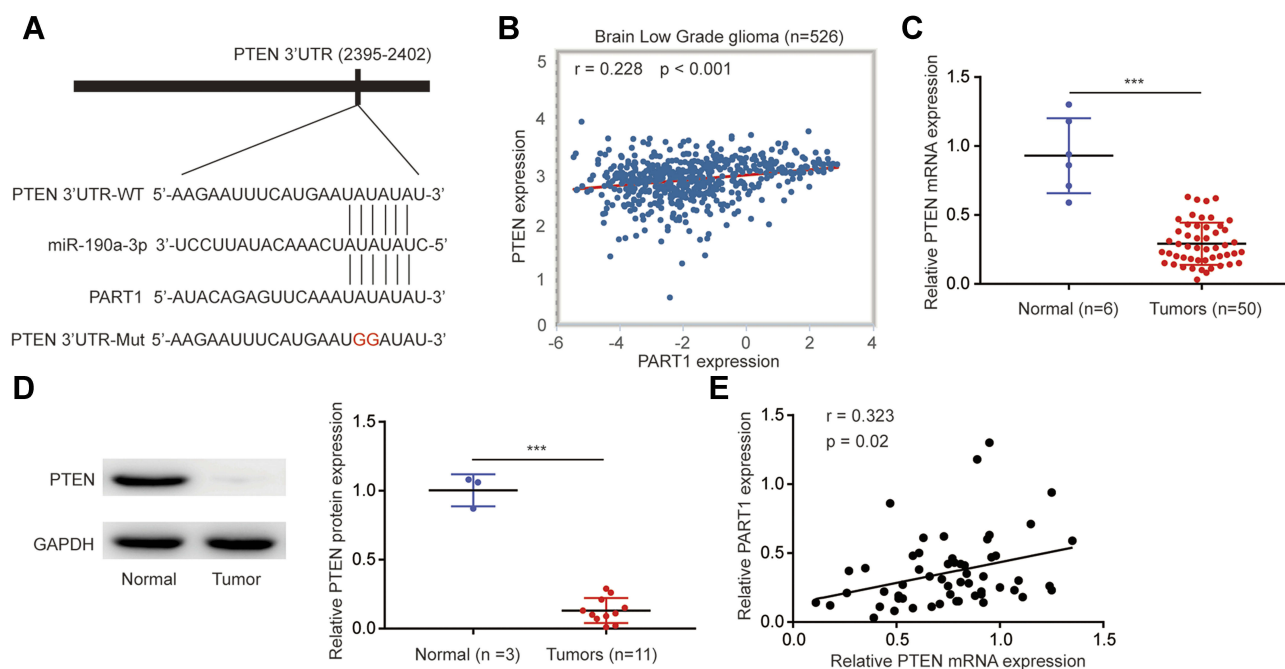 A
PTEN 3'UTR (2395-2402)
PTEN 3'UTR-WT 5'-AAGAAUUUCAUGAAUAUAUAU-3'
miR-190a-3p 3'-UCCUUAUACAAACUAUAUAUC-5'
PART1 5'-AUACAGAGUUCAAAUAUAUAU-3'
PTEN 3'UTR-Mut 5'-AAGAAUUUCAUGAAUGGAUAU-3'
B
Brain Low Grade glioma (n=526)
r = 0.228 p < 0.001
PTEN expression
5
4
3
2
1
0
-6 -4 -2 0 2 4
PART1 expression
C
Relative PTEN mRNA expression
1.5
1.0
0.5
0.0
***
Normal (n=6) Tumors (n=50)
D
PTEN
GAPDH
Normal Tumor
Relative PTEN protein expression
1.5
1.0
0.5
0.0
***
Normal (n =3) Tumors (n=11)
E
r = 0.323
p = 0.02
Relative PART1 expression
1.5
1.0
0.5
0.0
0.0 0.5 1.0 1.5
Relative PTEN mRNA expression